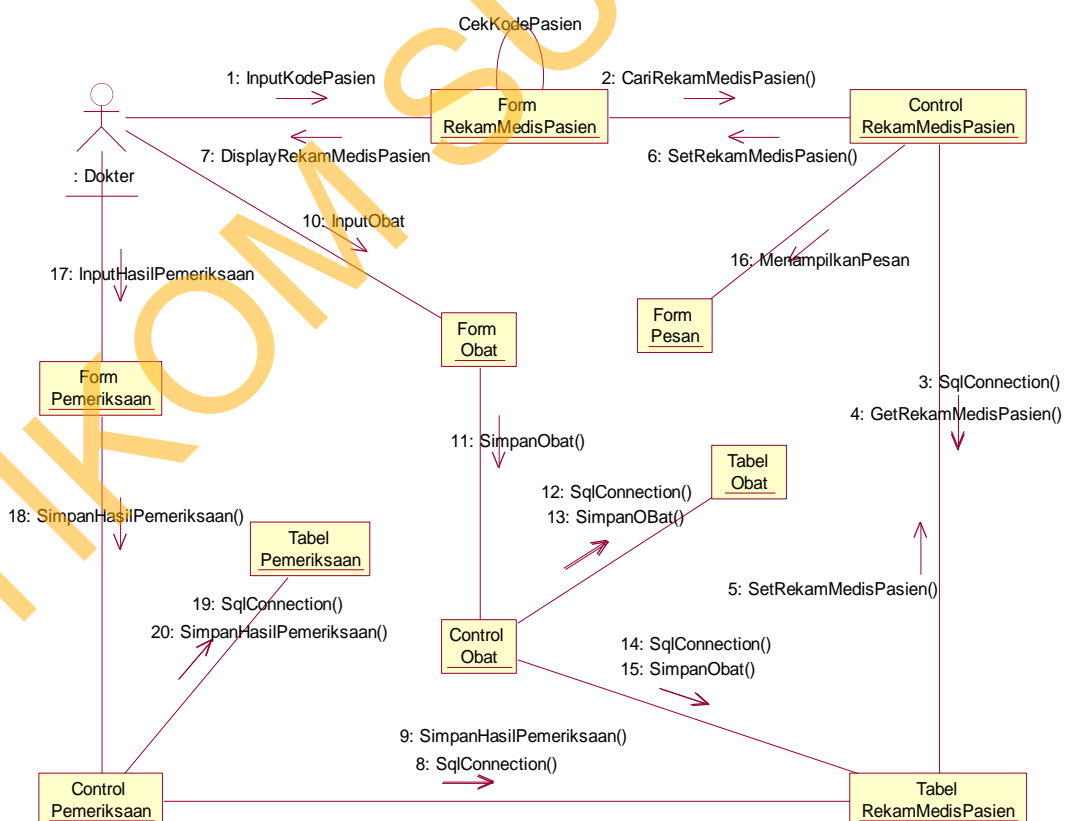 CekKodePasien
1: InputKodePasien
2: CariRekamMedisPasien()
Form
RekamMedisPasien
Control
RekamMedisPasien
7: DisplayRekamMedisPasien
6: SetRekamMedisPasien()
: Dokter
10: InputObat
16: MenampilkanPesan
17: InputHasilPemeriksaan
Form
Obat
Form
Pesan
Form
Pemeriksaan
3: SqlConnection()
4: GetRekamMedisPasien()
11: SimpanObat()
Tabel
Obat
12: SqlConnection()
13: SimpanOBat()
18: SimpanHasilPemeriksaan()
Tabel
Pemeriksaan
5: SetRekamMedisPasien()
19: SqlConnection()
20: SimpanHasilPemeriksaan()
Control
Obat
14: SqlConnection()
15: SimpanObat()
9: SimpanHasilPemeriksaan()
8: SqlConnection()
Control
Pemeriksaan
Tabel
RekamMedisPasien
IKOM SU